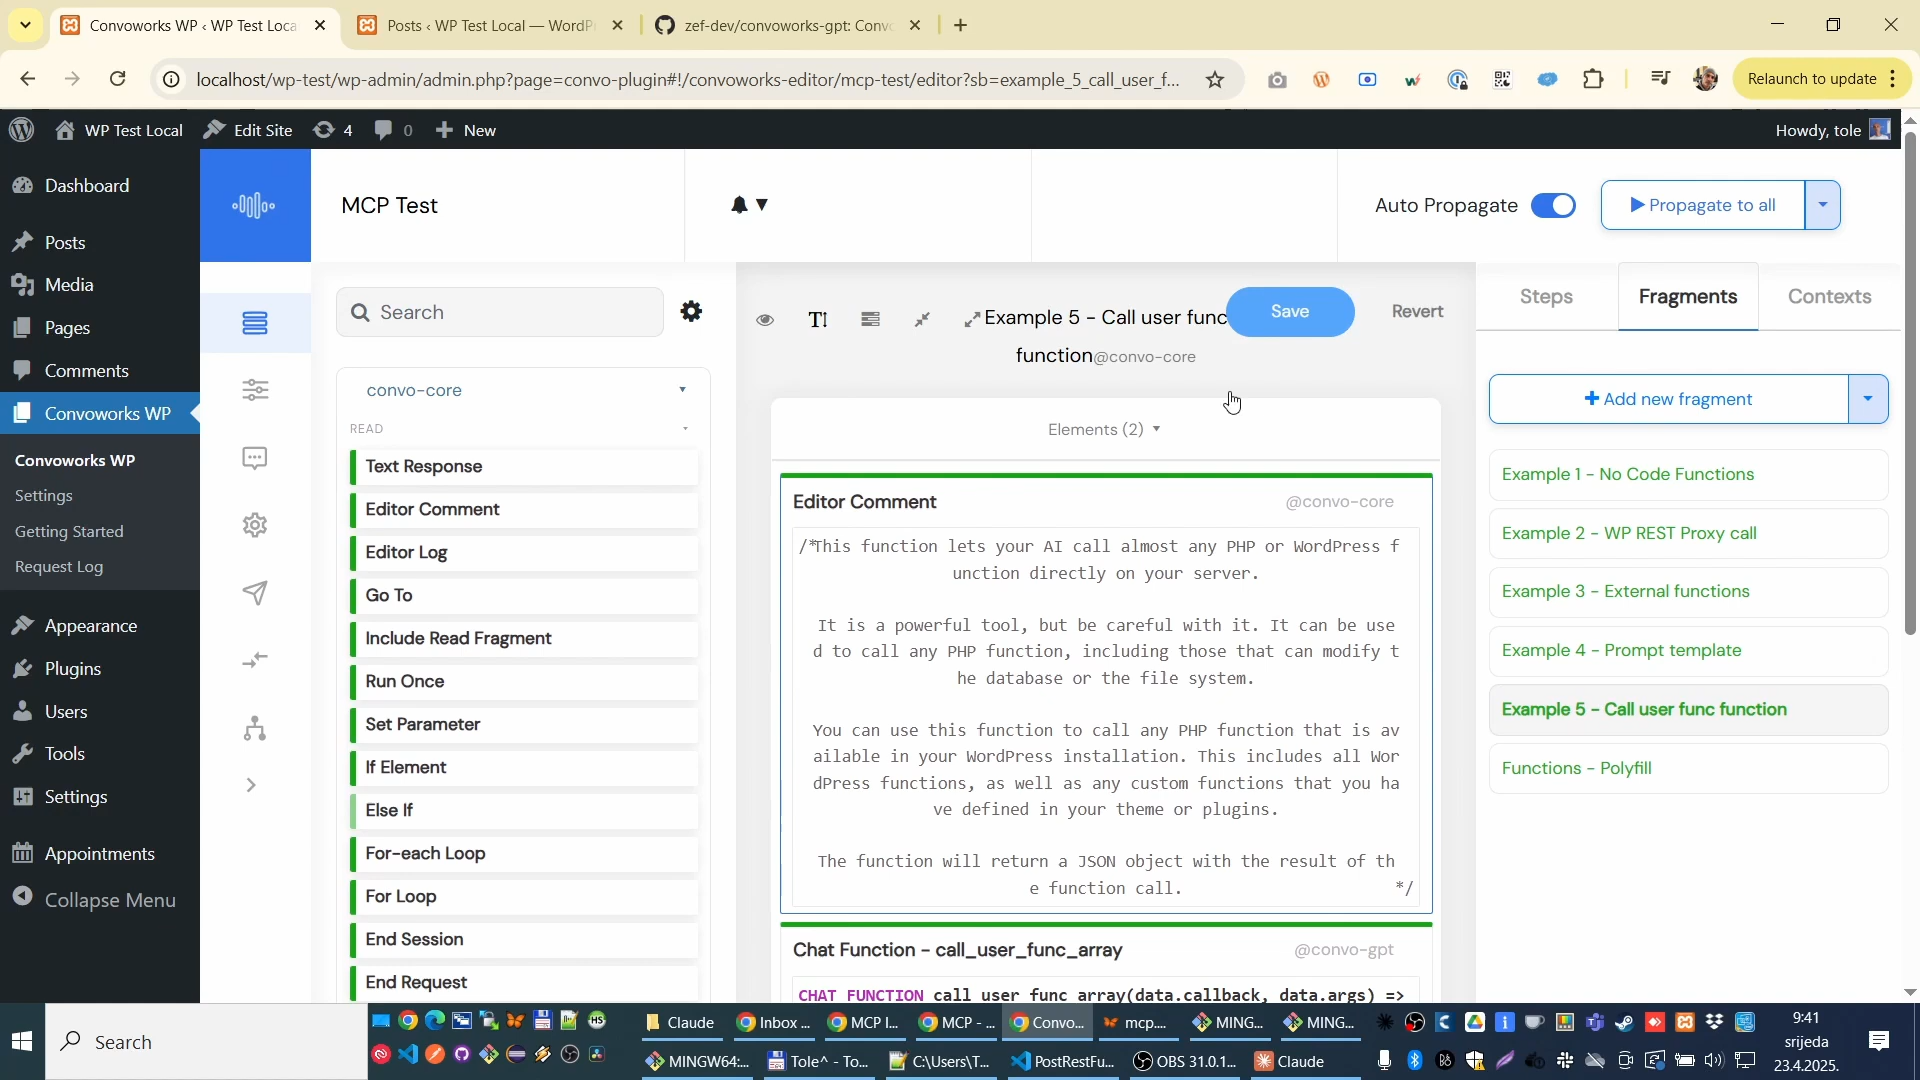 Convoworks WP ‹ WP Test Loca
Posts ‹ WP Test Local — WordP
zef-dev/convoworks-gpt: Convo
localhost/wp-test/wp-admin/admin.php?page=convo-plugin#!/convoworks-editor/mcp-test/editor?sb=example_5_call_user_f...
Relaunch to update
WP Test Local
Edit Site
4
0
New
Howdy, tole
Dashboard
Posts
Media
Pages
Comments
Convoworks WP
Convoworks WP
Settings
Getting Started
Request Log
Appearance
Plugins
Users
Tools
Settings
Appointments
Collapse Menu
MCP Test
Auto Propagate
Propagate to all
Search
convo-core
READ
Text Response
Editor Comment
Editor Log
Go To
Include Read Fragment
Run Once
Set Parameter
If Element
Else If
For-each Loop
For Loop
End Session
End Request
Example 5 - Call user func
function@convo-core
Save
Revert
Elements (2)
Editor Comment
@convo-core
/*This function lets your AI call almost any PHP or WordPress f
unction directly on your server.
It is a powerful tool, but be careful with it. It can be use
d to call any PHP function, including those that can modify t
he database or the file system.
You can use this function to call any PHP function that is av
ailable in your WordPress installation. This includes all Wor
dPress functions, as well as any custom functions that you ha
ve defined in your theme or plugins.
The function will return a JSON object with the result of th
e function call. */
Chat Function - call_user_func_array
@convo-gpt
CHAT FUNCTION call_user_func_array(data.callback, data.args) =>
Steps
Fragments
Contexts
Add new fragment
Example 1 - No Code Functions
Example 2 - WP REST Proxy call
Example 3 - External functions
Example 4 - Prompt template
Example 5 - Call user func function
Functions - Polyfill
Search
Claude
Inbox ...
MCP I...
MCP - ...
Convo...
mcp....
MING...
MING...
MINGW64:...
Tole^ - To...
C:\Users\T...
PostRestFu...
OBS 31.0.1...
Claude
9:41
srijeda
23.4.2025.